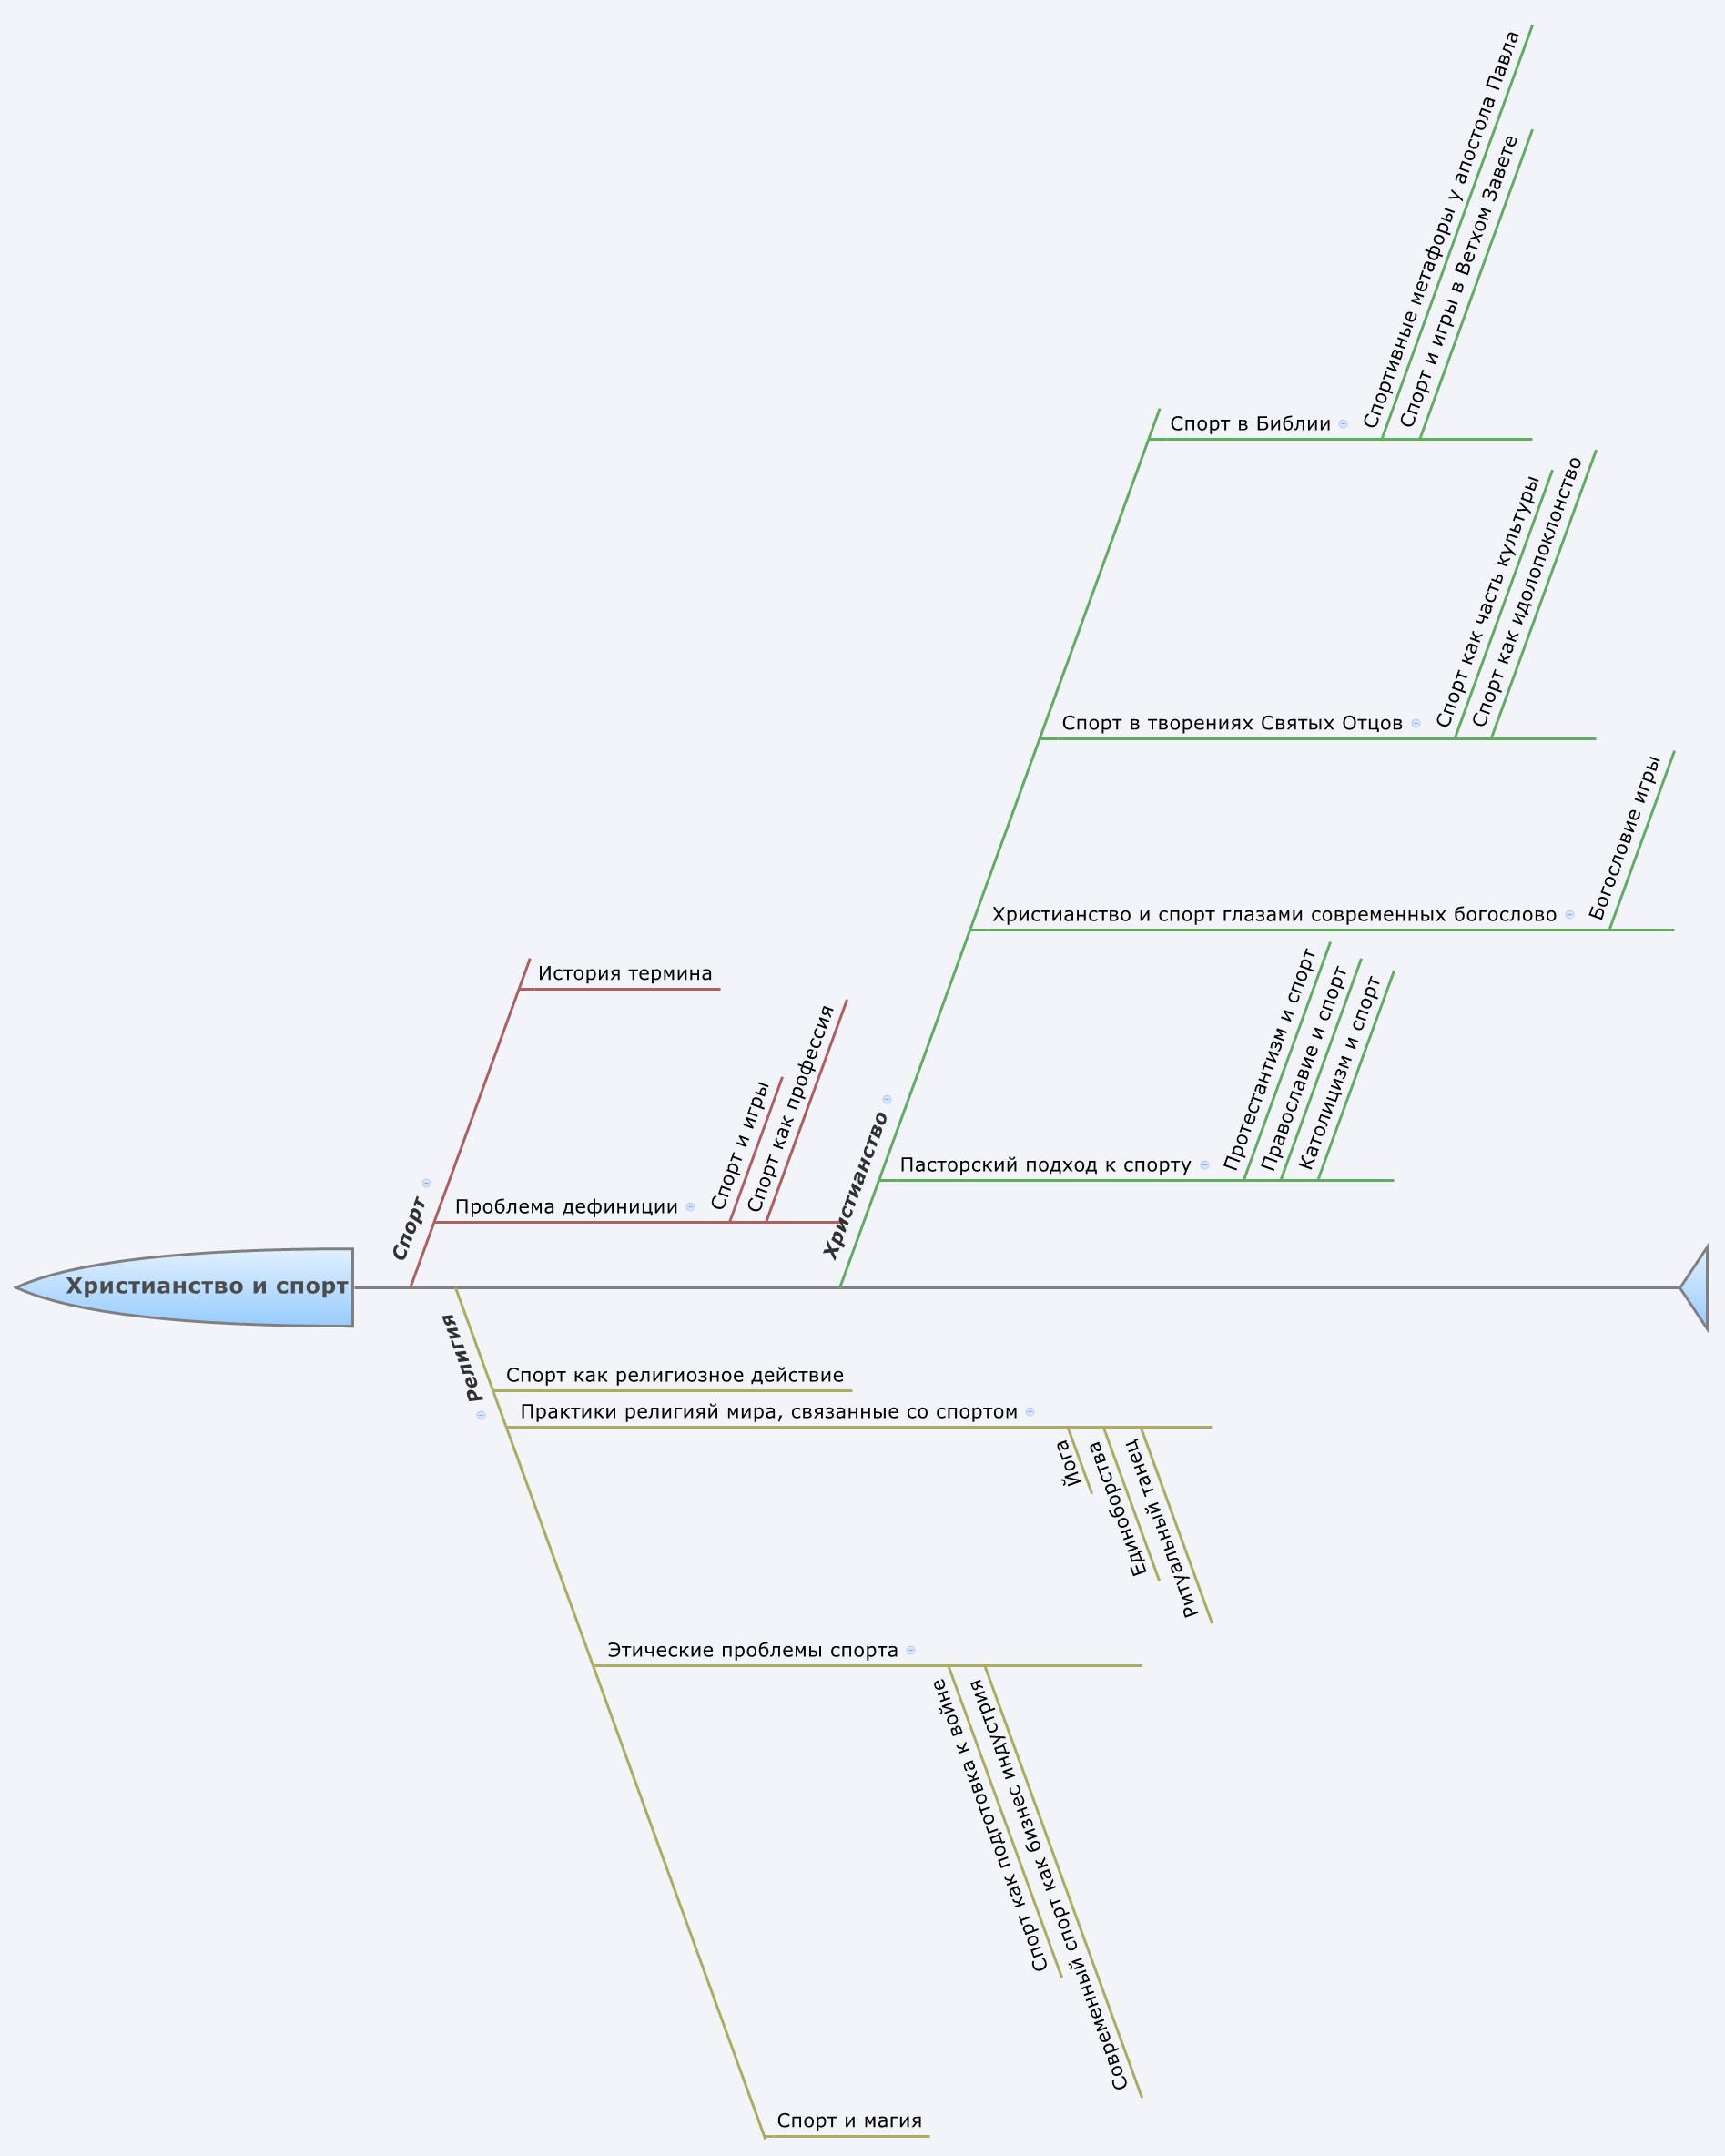 Христианство и спорт
Спорт
История термина
Проблема дефиниции
Спорт и игры
Спорт как профессия
Христианство
Спорт в Библии
Спортивные метафоры у апостола Павла
Спорт и игры в Ветхом Завете
Спорт в творениях Святых Отцов
Спорт как часть культуры
Спорт как идолопоклонство
Христианство и спорт глазами современных богослово
Богословие игры
Пасторский подход к спорту
Протестантизм и спорт
Православие и спорт
Католицизм и спорт
Религия
Спорт как религиозное действие
Практики религияй мира, связанные со спортом
Йога
Единоборства
Ритуальный танец
Этические проблемы спорта
Спорт как подготовка к войне
Современный спорт как бизнес индустрия
Спорт и магия